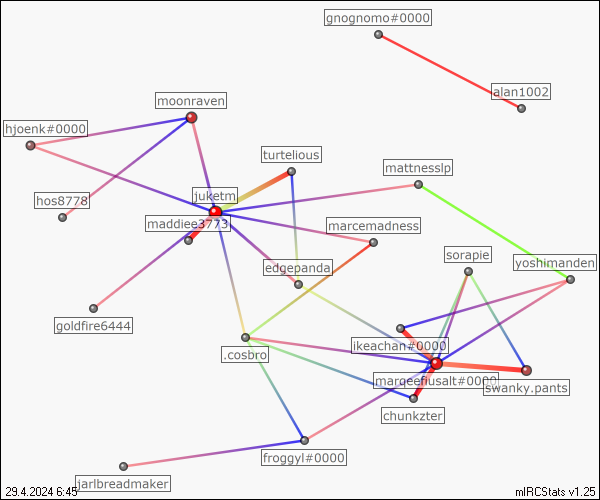 gnognomo#0000
alan1002
moonraven
hjoenk#0000
turtelious
mattnesslp
juketm
hos8778
maddiee3773
marcemadness
sorapie
edgepanda
yoshimanden
goldfire6444
ikeachan#0000
.cosbro
marqeefiusalt#0000
swanky.pants
chunkzter
froggyl#0000
jarlbreadmaker
29.4.2024 6:45
mIRCStats v1.25